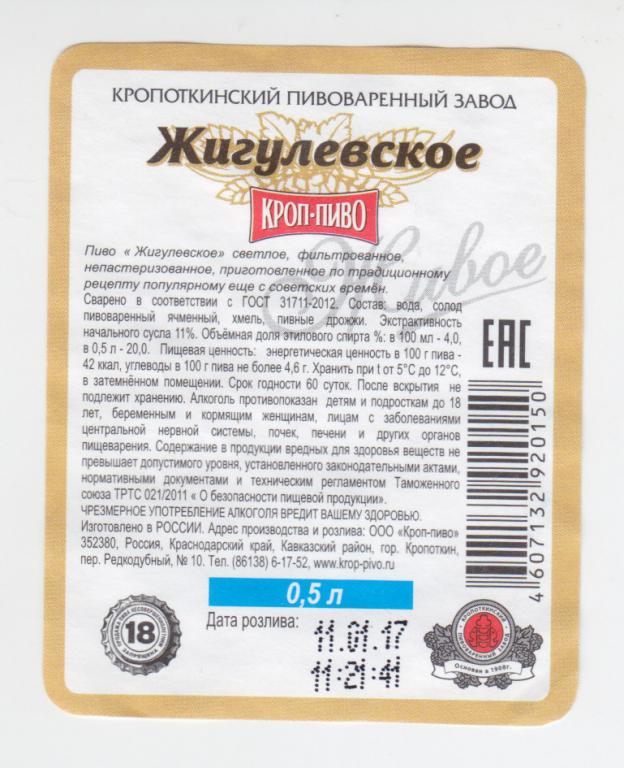 КРОПОТКИНСКИЙ ПИВОВАРЕННЫЙ ЗАВОД
Жигулевское
КРОП-ПИВО
Живое
Пиво « Жигулевское» светлое, фильтрованное,
непастеризованное, приготовленное по традиционному
рецепту популярному еще с советских времён.
Сварено в соответствии с ГОСТ 31711-2012. Состав: вода, солод
пивоваренный ячменный, хмель, пивные дрожжи. Экстрактивность
начального сусла 11%. Объёмная доля этилового спирта %: в 100 мл - 4,0,
в 0,5 л - 20,0. Пищевая ценность: энергетическая ценность в 100 г пива -
42 ккал, углеводы в 100 г пива не более 4,6 г. Хранить при t от 5°С до 12°С,
в затемнённом помещении. Срок годности 60 суток. После вскрытия не
подлежит хранению. Алкоголь противопоказан детям и подросткам до 18
лет, беременным и кормящим женщинам, лицам с заболеваниями
центральной нервной системы, почек, печени и других органов
пищеварения. Содержание в продукции вредных для здоровья веществ не
превышает допустимого уровня, установленного законодательными актами,
нормативными документами и техническим регламентом Таможенного
союза ТРТС 021/2011 « О безопасности пищевой продукции».
ЧРЕЗМЕРНОЕ УПОТРЕБЛЕНИЕ АЛКОГОЛЯ ВРЕДИТ ВАШЕМУ ЗДОРОВЬЮ.
Изготовлено в РОССИИ. Адрес производства и розлива: ООО «Кроп-пиво»
352380, Россия, Краснодарский край, Кавказский район, гор. Кропоткин,
пер. Редкодубный, № 10. Тел. (86138) 6-17-52, www.krop-pivo.ru
EAC
4 607132 920150
0,5 л
Дата розлива:
11.01.17
11:21:41
ПРОДАЖА ПИВА НЕСОВЕРШЕННОЛЕТНИМ
18
ЗАПРЕЩЕНА
КРОПОТКИНСКИЙ
ПИВОВАРЕННЫЙ ЗАВОД
Основан в 1908г.